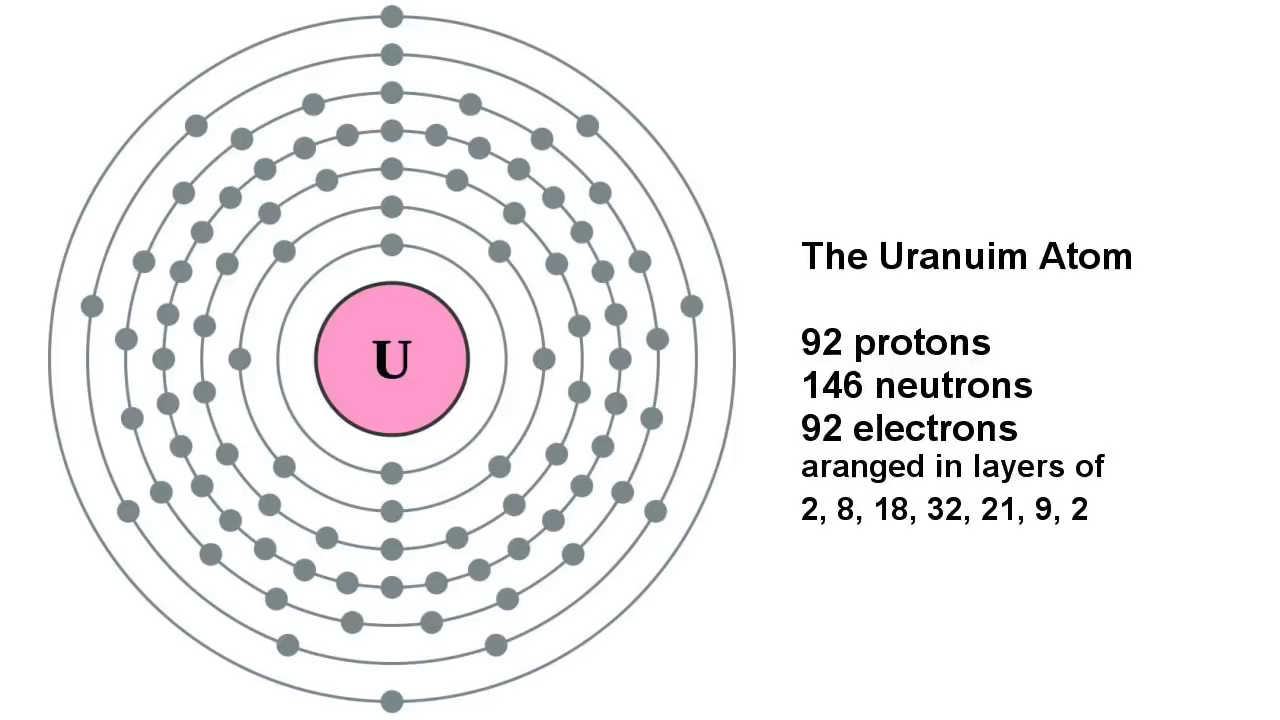 U
The Uranuim Atom
92 protons
146 neutrons
92 electrons
aranged in layers of
2, 8, 18, 32, 21, 9, 2